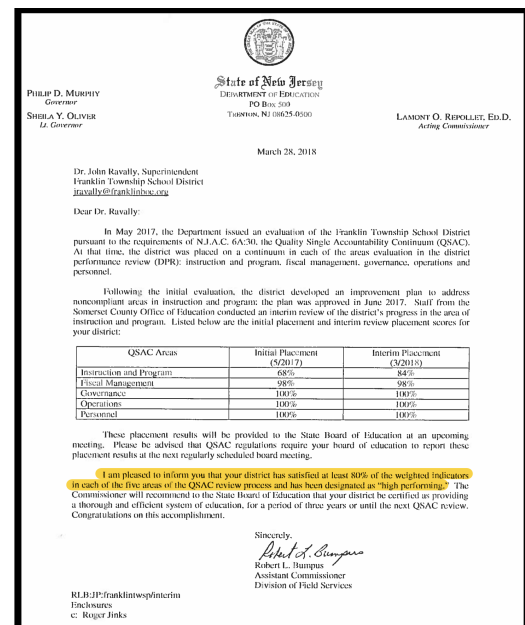 State of New Jersey
DEPARTMENT OF EDUCATION
PO BOX 500
TRENTON, NJ 08625-0500
PHILIP D. MURPHY
Governor
SHEILA Y. OLIVER
Lt. Governor
LAMONT O. REPOLLET, ED.D.
Acting Commissioner
March 28, 2018
Dr. John Ravally, Superintendent
Franklin Township School District
jravally@franklinboe.org
Dear Dr. Ravally:
In May 2017, the Department issued an evaluation of the Franklin Township School District
pursuant to the requirements of N.J.A.C. 6A:30, the Quality Single Accountability Continuum (QSAC).
At that time, the district was placed on a continuum in each of the areas evaluation in the district
performance review (DPR): instruction and program, fiscal management, governance, operations and
personnel.
Following the initial evaluation, the district developed an improvement plan to address
noncompliant areas in instruction and program; the plan was approved in June 2017. Staff from the
Somerset County Office of Education conducted an interim review of the district's progress in the area of
instruction and program. Listed below are the initial placement and interim review placement scores for
your district:
QSAC Areas Initial Placement (5/2017) Interim Placement (3/2018)
Instruction and Program 68% 84%
Fiscal Management 98% 98%
Governance 100% 100%
Operations 100% 100%
Personnel 100% 100%
These placement results will be provided to the State Board of Education at an upcoming
meeting. Please be advised that QSAC regulations require your board of education to report these
placement results at the next regularly scheduled board meeting.
I am pleased to inform you that your district has satisfied at least 80% of the weighted indicators
in each of the five areas of the QSAC review process and has been designated as "high performing." The
Commissioner will recommend to the State Board of Education that your district be certified as providing
a thorough and efficient system of education, for a period of three years or until the next QSAC review.
Congratulations on this accomplishment.
Sincerely,
Robert L. Bumpus
Robert L. Bumpus
Assistant Commissioner
Division of Field Services
RLB:JP:franklintwsp/interim
Enclosures
c: Roger Jinks